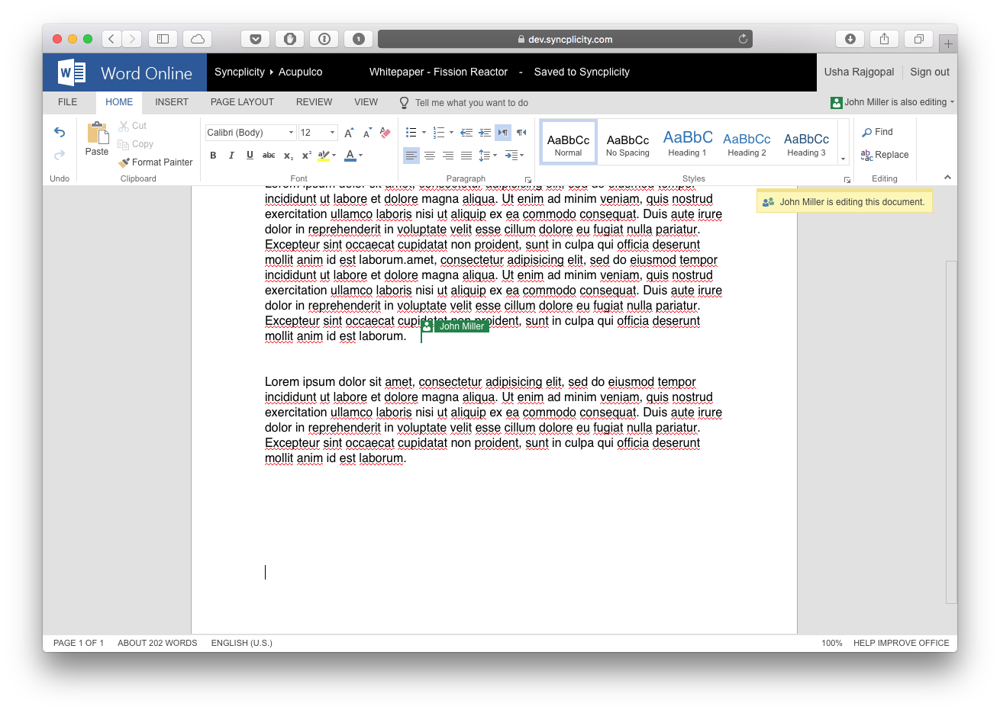 dev.syncplicity.com
W Word Online Syncplicity Acupulco Whitepaper - Fission Reactor - Saved to Syncplicity Usha Rajgopal Sign out
FILE HOME INSERT PAGE LAYOUT REVIEW VIEW Tell me what you want to do John Miller is also editing
Paste
Cut
Copy
Format Painter
Undo
Clipboard
Calibri (Body) 12 A A
B I U abc x₂ x² ab A
Font
Paragraph
AaBbCc AaBbCc AaBbC AaBbCc AaBbCc
Normal No Spacing Heading 1 Heading 2 Heading 3
Styles
Find
ab ac Replace
Editing
John Miller is editing this document.
Lorem ipsum dolor sit amet, consectetur adipisicing elit, sed do eiusmod tempor
incididunt ut labore et dolore magna aliqua. Ut enim ad minim veniam, quis nostrud
exercitation ullamco laboris nisi ut aliquip ex ea commodo consequat. Duis aute irure
dolor in reprehenderit in voluptate velit esse cillum dolore eu fugiat nulla pariatur.
Excepteur sint occaecat cupidatat non proident, sunt in culpa qui officia deserunt
mollit anim id est laborum.amet, consectetur adipisicing elit, sed do eiusmod tempor
incididunt ut labore et dolore magna aliqua. Ut enim ad minim veniam, quis nostrud
exercitation ullamco laboris nisi ut aliquip ex ea commodo consequat. Duis aute irure
dolor in reprehenderit in voluptate velit esse cillum dolore eu fugiat nulla pariatur.
Excepteur sint occaecat cupidatat non proident, sunt in culpa qui officia deserunt
mollit anim id est laborum.
John Miller
Lorem ipsum dolor sit amet, consectetur adipisicing elit, sed do eiusmod tempor
incididunt ut labore et dolore magna aliqua. Ut enim ad minim veniam, quis nostrud
exercitation ullamco laboris nisi ut aliquip ex ea commodo consequat. Duis aute irure
dolor in reprehenderit in voluptate velit esse cillum dolore eu fugiat nulla pariatur.
Excepteur sint occaecat cupidatat non proident, sunt in culpa qui officia deserunt
mollit anim id est laborum.
PAGE 1 OF 1 ABOUT 202 WORDS ENGLISH (U.S.) 100% HELP IMPROVE OFFICE